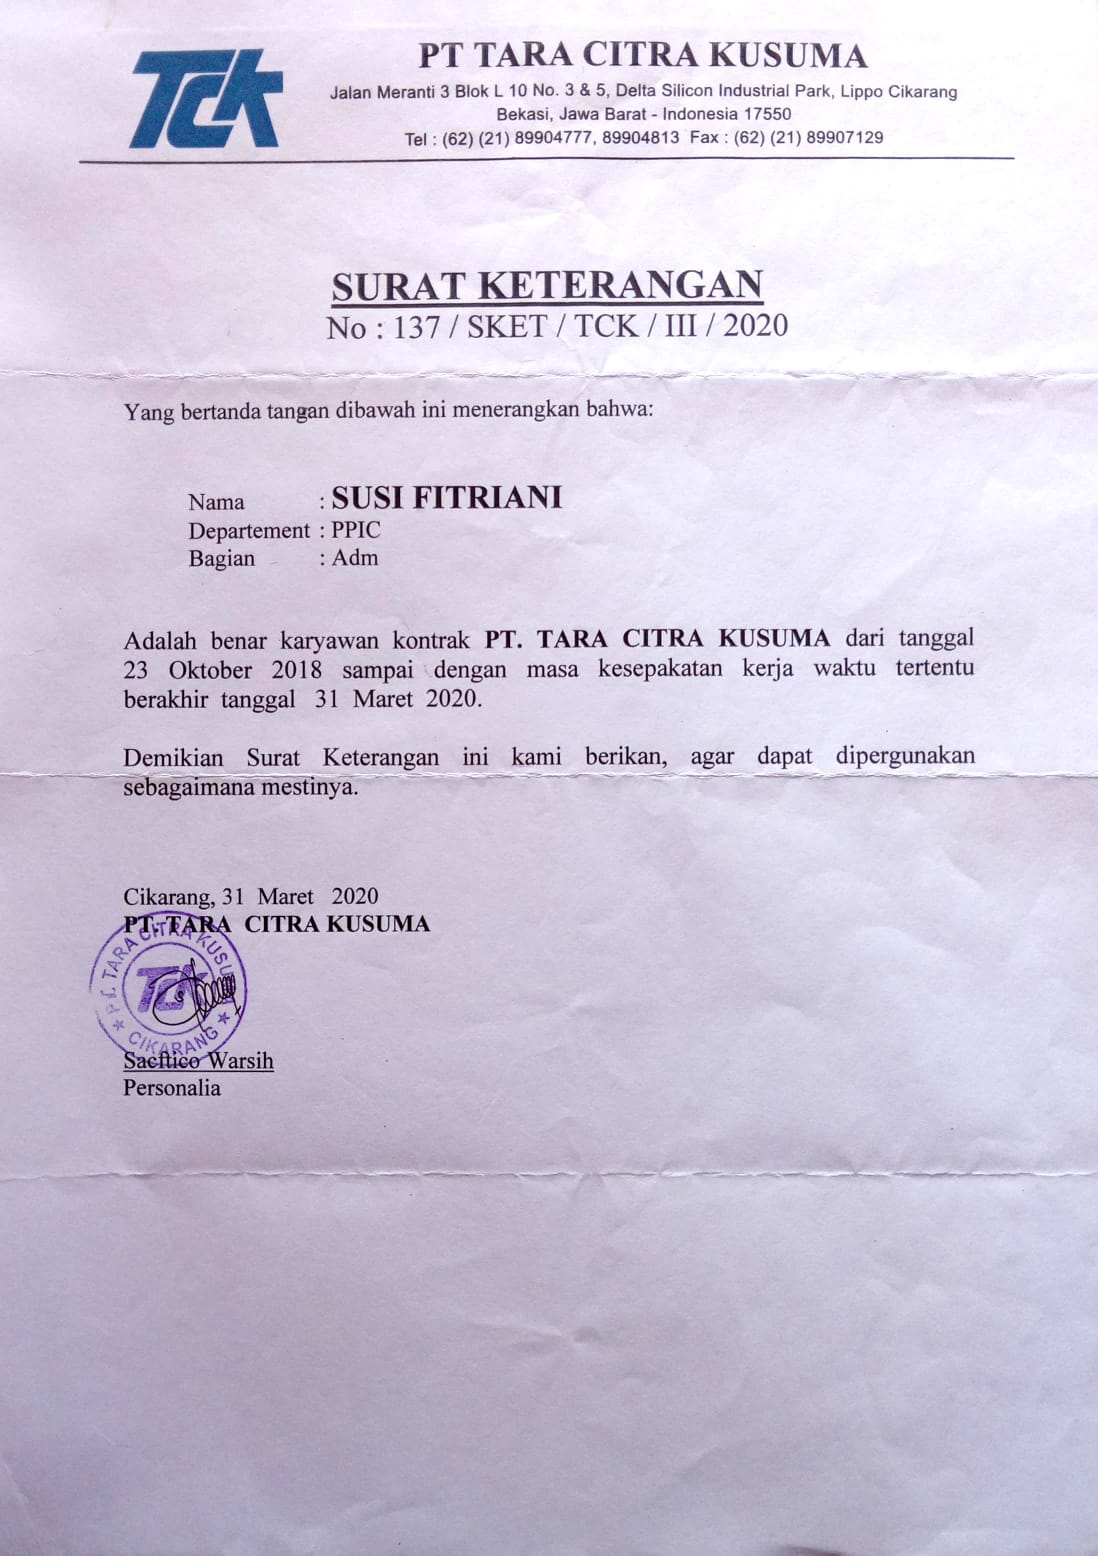 TCK
PT TARA CITRA KUSUMA
Jalan Meranti 3 Blok L 10 No. 3 & 5, Delta Silicon Industrial Park, Lippo Cikarang
Bekasi, Jawa Barat - Indonesia 17550
Tel : (62) (21) 89904777, 89904813 Fax : (62) (21) 89907129
SURAT KETERANGAN
No : 137 / SKET / TCK / III / 2020
Yang bertanda tangan dibawah ini menerangkan bahwa:
Nama : SUSI FITRIANI
Departement : PPIC
Bagian : Adm
Adalah benar karyawan kontrak PT. TARA CITRA KUSUMA dari tanggal
23 Oktober 2018 sampai dengan masa kesepakatan kerja waktu tertentu
berakhir tanggal 31 Maret 2020.
Demikian Surat Keterangan ini kami berikan, agar dapat dipergunakan
sebagaimana mestinya.
Cikarang, 31 Maret 2020
PT. TARA CITRA KUSUMA
PT. TARA CITRA KUSU
TCK
★ CIKARANG ★
Sacftico Warsih
Personalia